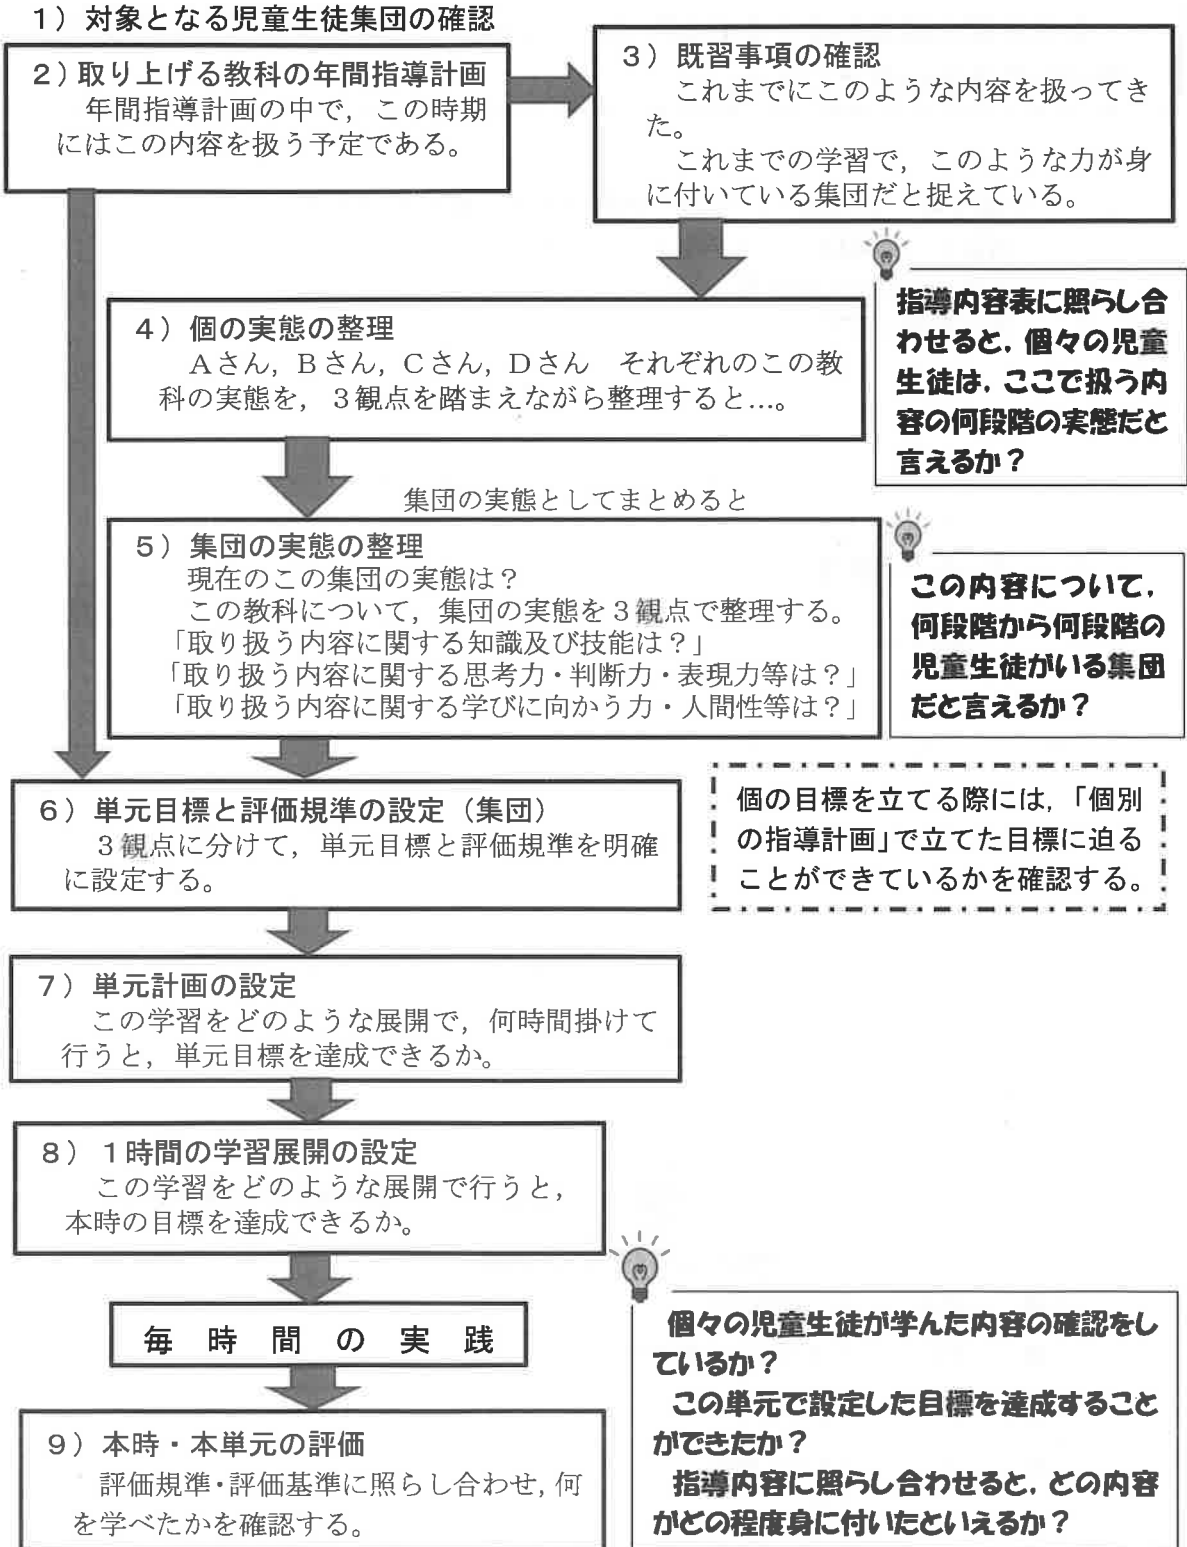 1）対象となる児童生徒集団の確認
2）取り上げる教科の年間指導計画
年間指導計画の中で，この時期
にはこの内容を扱う予定である。
3）既習事項の確認
これまでにこのような内容を扱ってき
た。
これまでの学習で，このような力が身
に付いている集団だと捉えている。
指導内容表に照らし合
わせると，個々の児童
生徒は，ここで扱う内
容の何段階の実態だと
言えるか？
4）個の実態の整理
Aさん，Bさん，Cさん，Dさん　それぞれのこの教
科の実態を，3観点を踏まえながら整理すると…。
集団の実態としてまとめると
5）集団の実態の整理
現在のこの集団の実態は？
この教科について，集団の実態を3観点で整理する。
「取り扱う内容に関する知識及び技能は？」
「取り扱う内容に関する思考力・判断力・表現力等は？」
「取り扱う内容に関する学びに向かう力・人間性等は？」
この内容について，
何段階から何段階の
児童生徒がいる集団
だと言えるか？
6）単元目標と評価規準の設定（集団）
3観点に分けて，単元目標と評価規準を明確
に設定する。
個の目標を立てる際には，「個別
の指導計画」で立てた目標に迫る
ことができているかを確認する。
7）単元計画の設定
この学習をどのような展開で，何時間掛けて
行うと，単元目標を達成できるか。
8）1時間の学習展開の設定
この学習をどのような展開で行うと，
本時の目標を達成できるか。
毎時間の実践
9）本時・本単元の評価
評価規準・評価基準に照らし合わせ，何
を学べたかを確認する。
個々の児童生徒が学んだ内容の確認をし
ているか？
この単元で設定した目標を達成すること
ができたか？
指導内容に照らし合わせると，どの内容
がどの程度身に付いたといえるか？